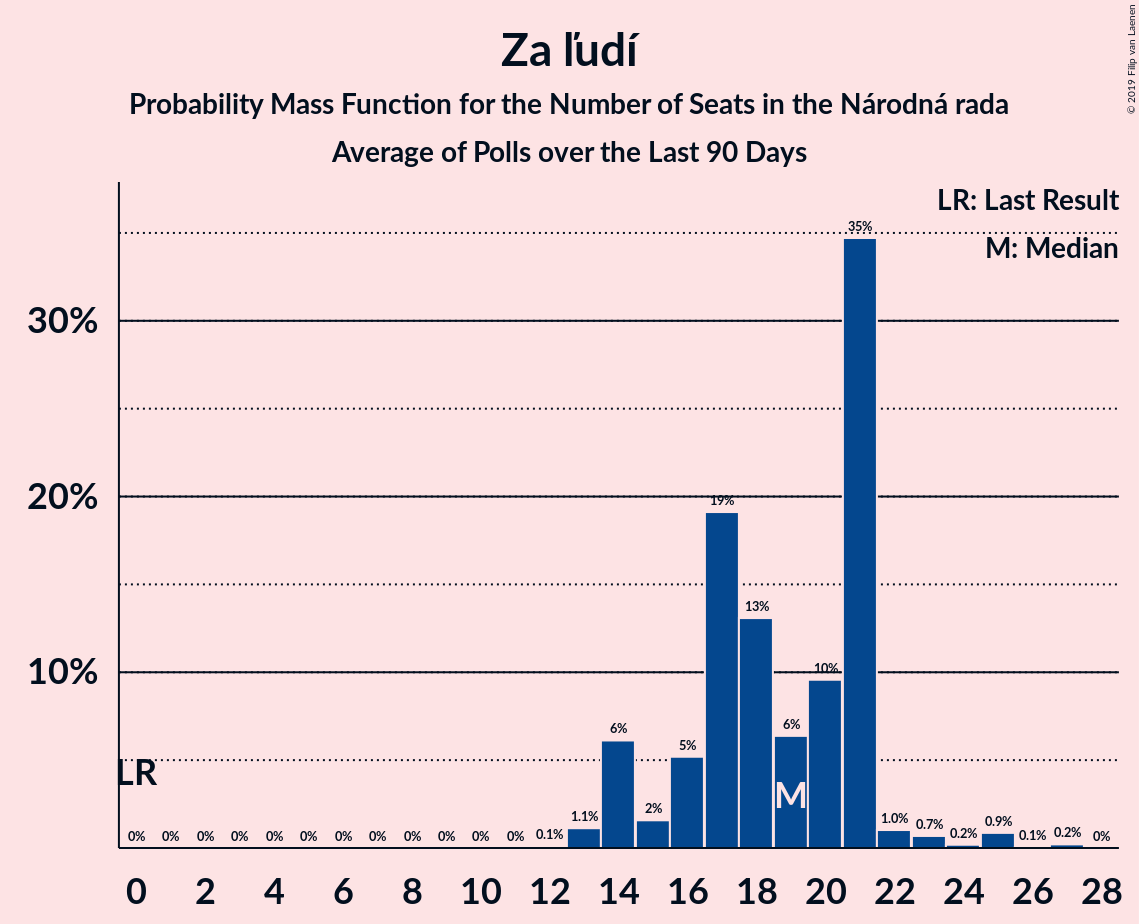 Za ľudí
Probability Mass Function for the Number of Seats in the Národná rada
Average of Polls over the Last 90 Days
© 2019 Filip van Laenen
LR: Last Result
M: Median
35%
30%
20%
19%
13%
10%
10%
6%
6%
5%
LR
M
0% 0% 0% 0% 0% 0% 0% 0% 0% 0% 0% 0% 0.1% 1.1% 2% 1.0% 0.7% 0.2% 0.9% 0.1% 0.2% 0%
0 2 4 6 8 10 12 14 16 18 20 22 24 26 28